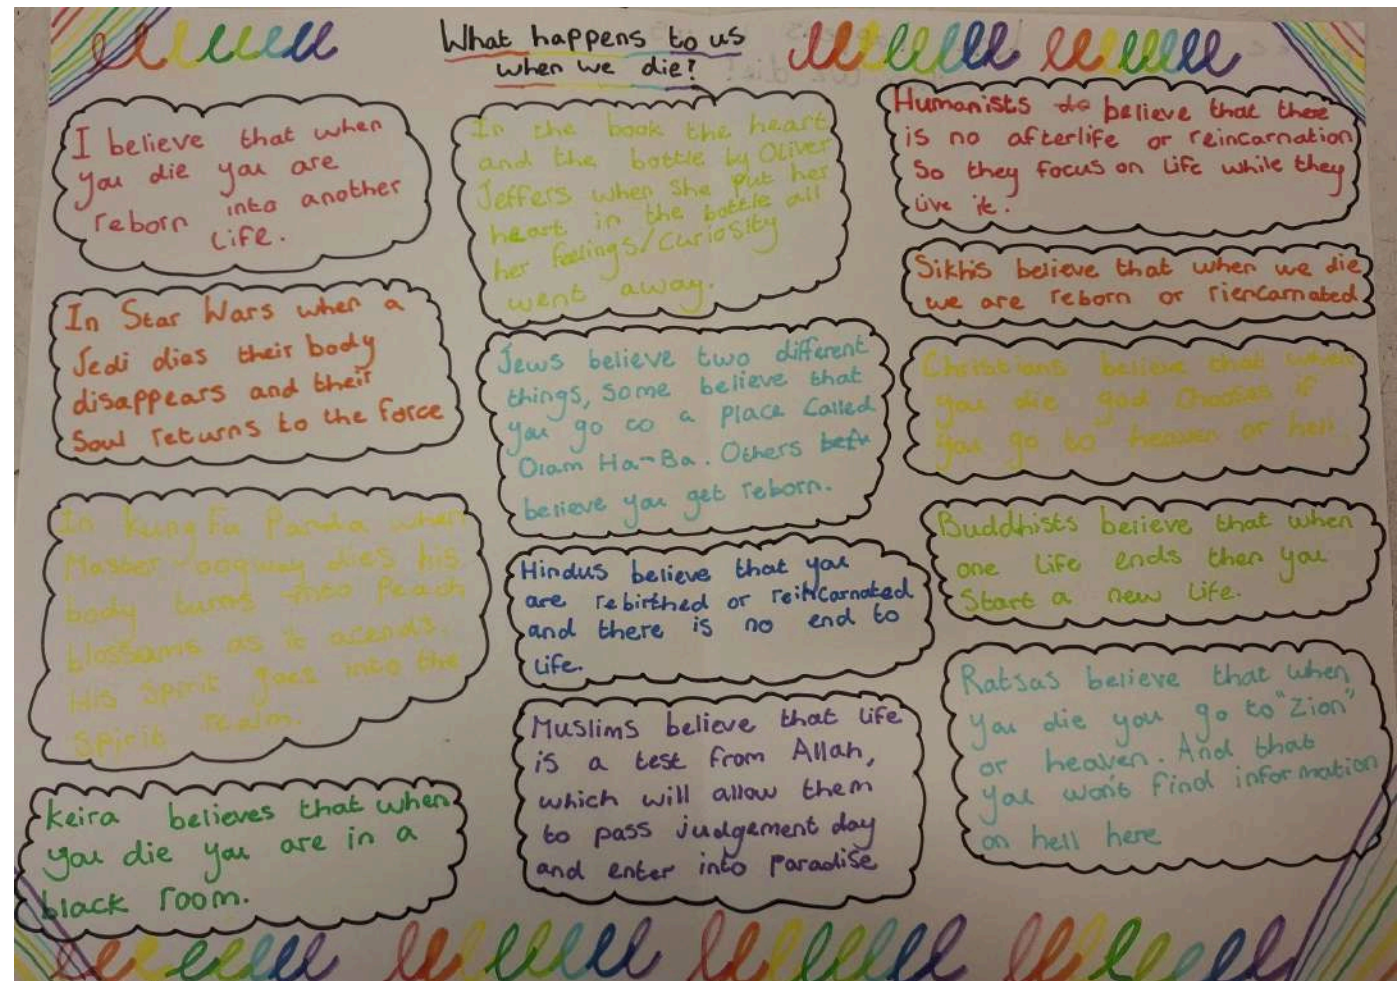 What happens to us
when we die?
I believe that when
you die you are
reborn into another
life.
In Star Wars when a
Jedi dies their body
disappears and their
Soul returns to the force
In Kung Fu Panda when
Master oogway dies his
body turns into Peach
blossoms as it acends.
His spirit goes into the
Spirit realm.
Keira believes that when
you die you are in a
black room.
In the book the heart
and the bottle by Oliver
Jeffers when she put her
heart in the bottle all
her feelings/Curiosity
went away.
Jews believe two different
things, some believe that
you go to a place called
Olam Ha-Ba. Others
believe you get reborn.
Hindus believe that you
are rebirthed or reincarnated
and there is no end to
life.
Muslims believe that life
is a test from Allah,
which will allow them
to pass judgement day
and enter into Paradise
Humanists do believe that there
is no afterlife or reincarnation
So they focus on life while they
live it.
Sikhis believe that when we die
we are reborn or riencarnated
Christians believe that when
you die god Chooses if
you go to heaven or hell
Buddhists believe that when
one life ends then you
Start a new life.
Ratsas believe that when
you die you go to "Zion"
or heaven. And that
you won't find information
on hell here